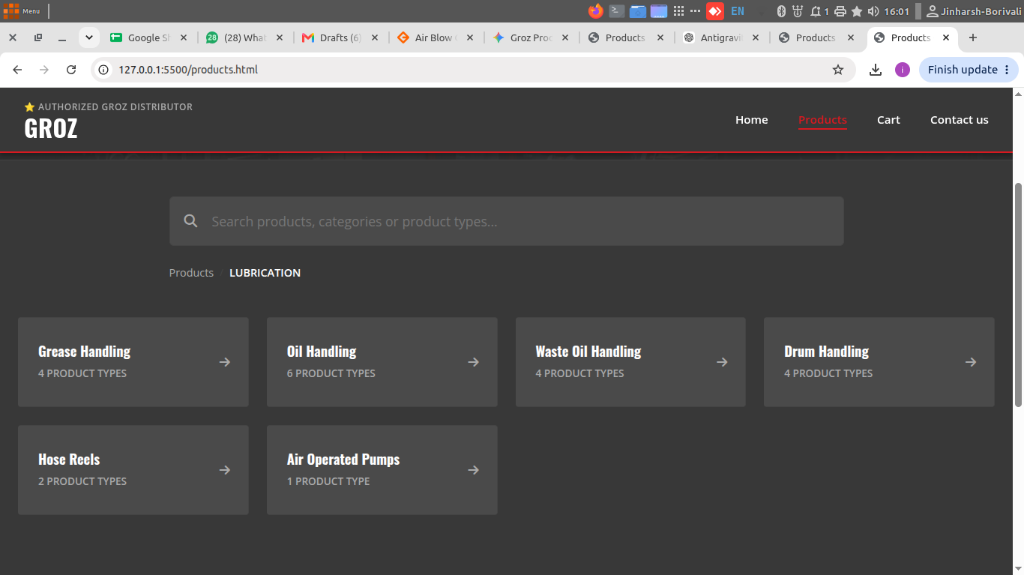 Menu
EN
1
16:01
Jinharsh-Borivali
Google S
28
(28) What
Drafts (6)
Air Blow
Groz Pro
Products
Antigravi
Products
Products
127.0.0.1:5500/products.html
i
Finish update
AUTHORIZED GROZ DISTRIBUTOR
GROZ
Home
Products
Cart
Contact us
Search products, categories or product types...
Products / LUBRICATION
Grease Handling
4 PRODUCT TYPES
Oil Handling
6 PRODUCT TYPES
Waste Oil Handling
4 PRODUCT TYPES
Drum Handling
4 PRODUCT TYPES
Hose Reels
2 PRODUCT TYPES
Air Operated Pumps
1 PRODUCT TYPE